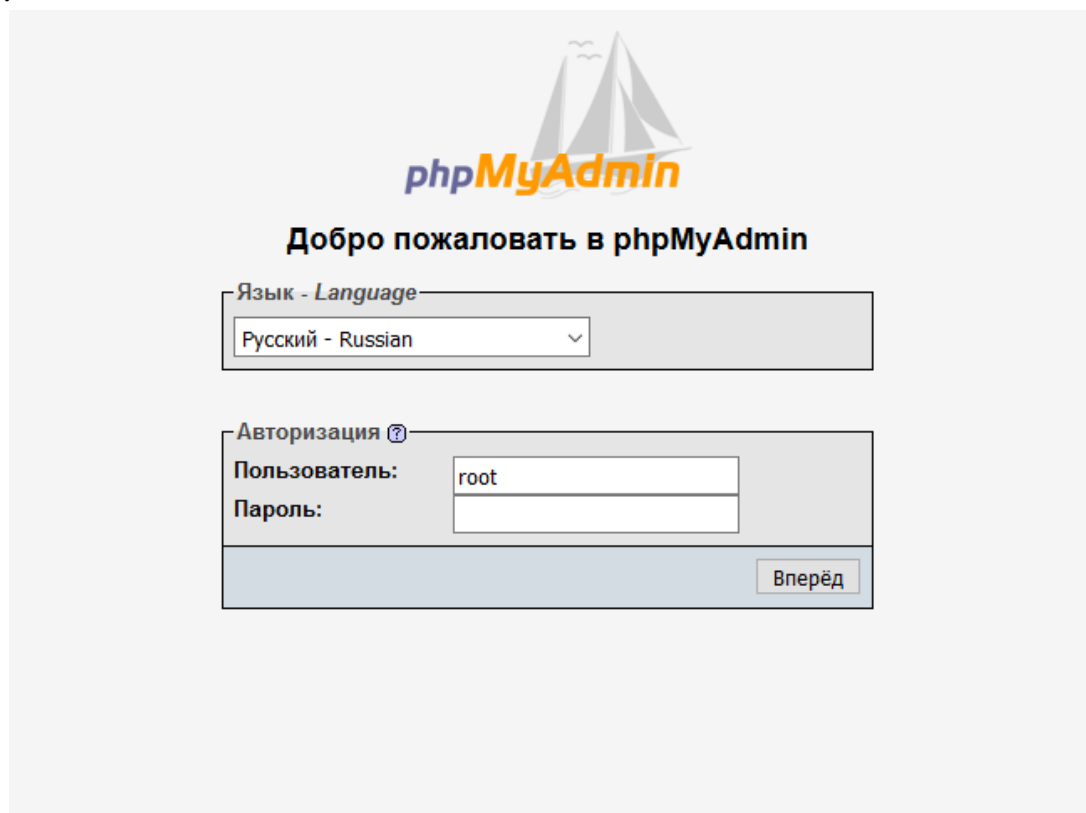 phpMyAdmin
Добро пожаловать в phpMyAdmin
Язык - Language
Русский - Russian
Авторизация
Пользователь: root
Пароль:
Вперёд